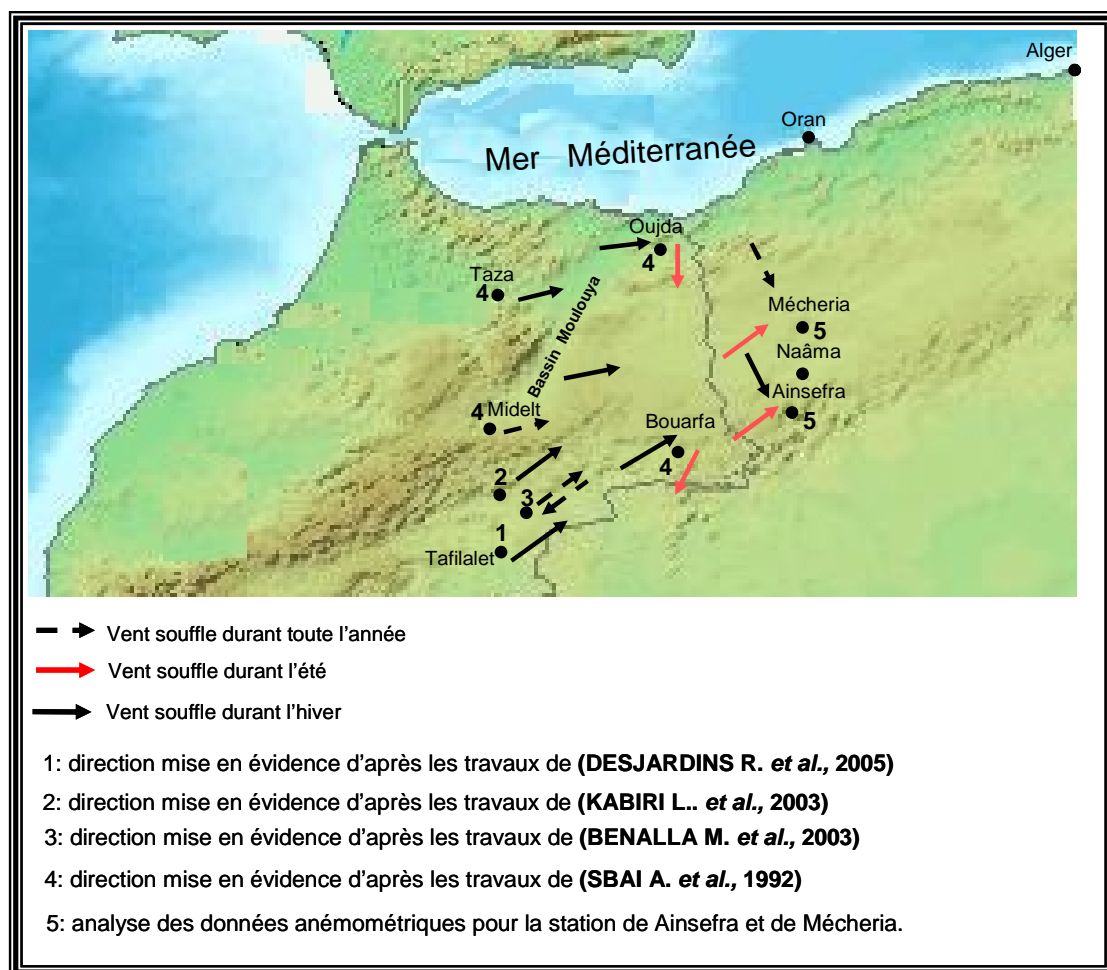 Alger
Oran
Mer Méditerranée
Oujda
4
Taza
4
Bassin Moulouya
Mécheria
5
Naâma
Ainsefra
5
4 Midelt
Bouarfa
4
2
3
1
Tafilalet
Vent souffle durant toute l'année
Vent souffle durant l'été
Vent souffle durant l'hiver
1: direction mise en évidence d'après les travaux de (DESJARDINS R. et al., 2005)
2: direction mise en évidence d'après les travaux de (KABIRI L.. et al., 2003)
3: direction mise en évidence d'après les travaux de (BENALLA M. et al., 2003)
4: direction mise en évidence d'après les travaux de (SBAI A. et al., 1992)
5: analyse des données anémométriques pour la station de Ainsefra et de Mécheria.